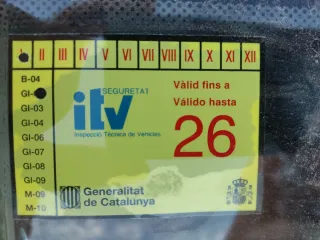 I II III IV V VI VII VIII IX X XI XII
B-04
GI-
GI-03
GI-04
GI-06
GI-07
GI-08
GI-09
M-09
M-10
SEGURETAT
itv
Inspecció Tècnica de Vehicles
Vàlid fins a
Válido hasta
26
Generalitat
de Catalunya